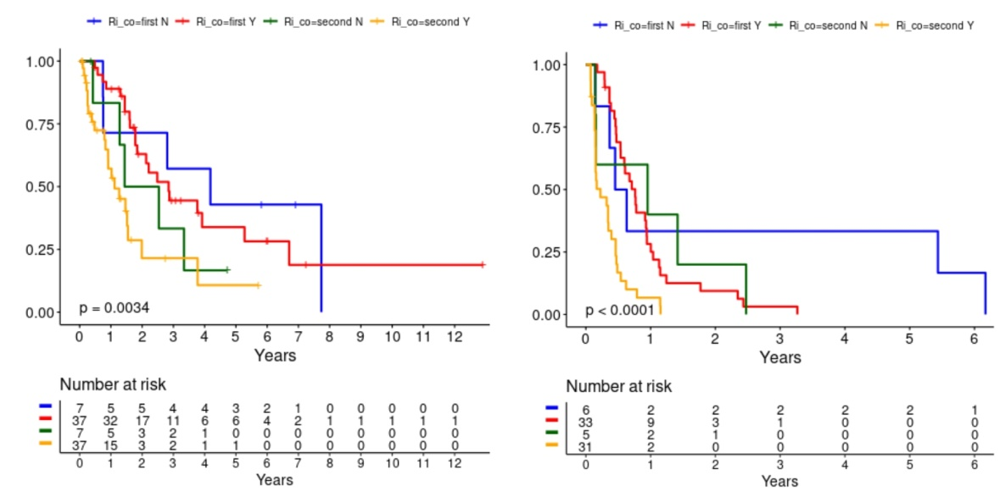 Ri_co=first N Ri_co=first Y Ri_co=second N Ri_co=second Y
1.00
0.75
0.50
0.25
0.00
p = 0.0034
0 1 2 3 4 5 6 7 8 9 10 11 12
Years
Number at risk
7 5 5 4 4 3 2 1 0 0 0 0 0
37 32 17 11 6 6 4 2 1 1 1 1 1
7 5 3 2 1 0 0 0 0 0 0 0 0
37 15 3 2 1 1 0 0 0 0 0 0 0
0 1 2 3 4 5 6 7 8 9 10 11 12
Years
Ri_co=first N Ri_co=first Y Ri_co=second N Ri_co=second Y
1.00
0.75
0.50
0.25
0.00
p < 0.0001
0 1 2 3 4 5 6
Years
Number at risk
6 2 2 2 2 2 1
33 9 3 1 0 0 0
5 2 1 0 0 0 0
31 2 0 0 0 0 0
0 1 2 3 4 5 6
Years